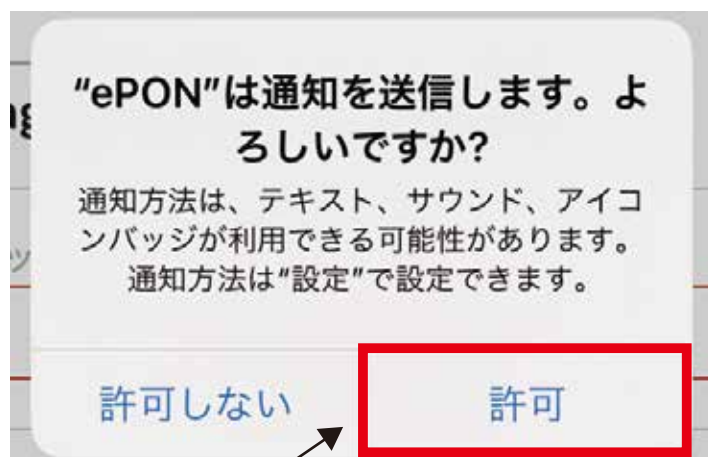 “ePON”は通知を送信します。よ
ろしいですか?
通知方法は、テキスト、サウンド、アイコ
ンバッジが利用できる可能性があります。
通知方法は“設定”で設定できます。
許可しない
許可